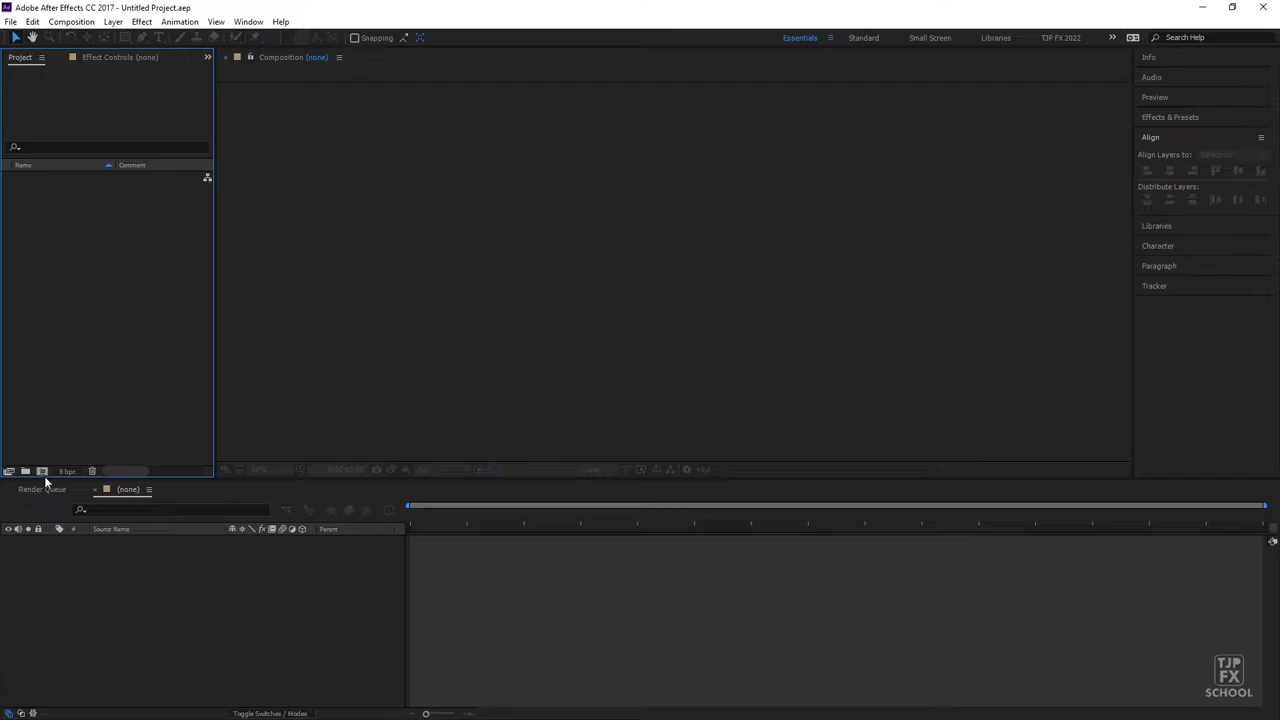 Adobe After Effects CC 2017 - Untitled Project.aep
File Edit Composition Layer Effect Animation View Window Help
Snapping Essentials Standard Small Screen Libraries TJP FX 2022 Search Help
Project Effect Controls (none) Composition (none)
Info
Audio
Preview
Effects & Presets
Align
Align Layers to: Selection
Distribute Layers:
Libraries
Character
Paragraph
Tracker
Name Comment
8 bpc
Render Queue (none)
# Source Name Parent
Toggle Switches / Modes
TJP
FX
SCHOOL